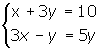 x + 3y = 10
3x − y = 5y